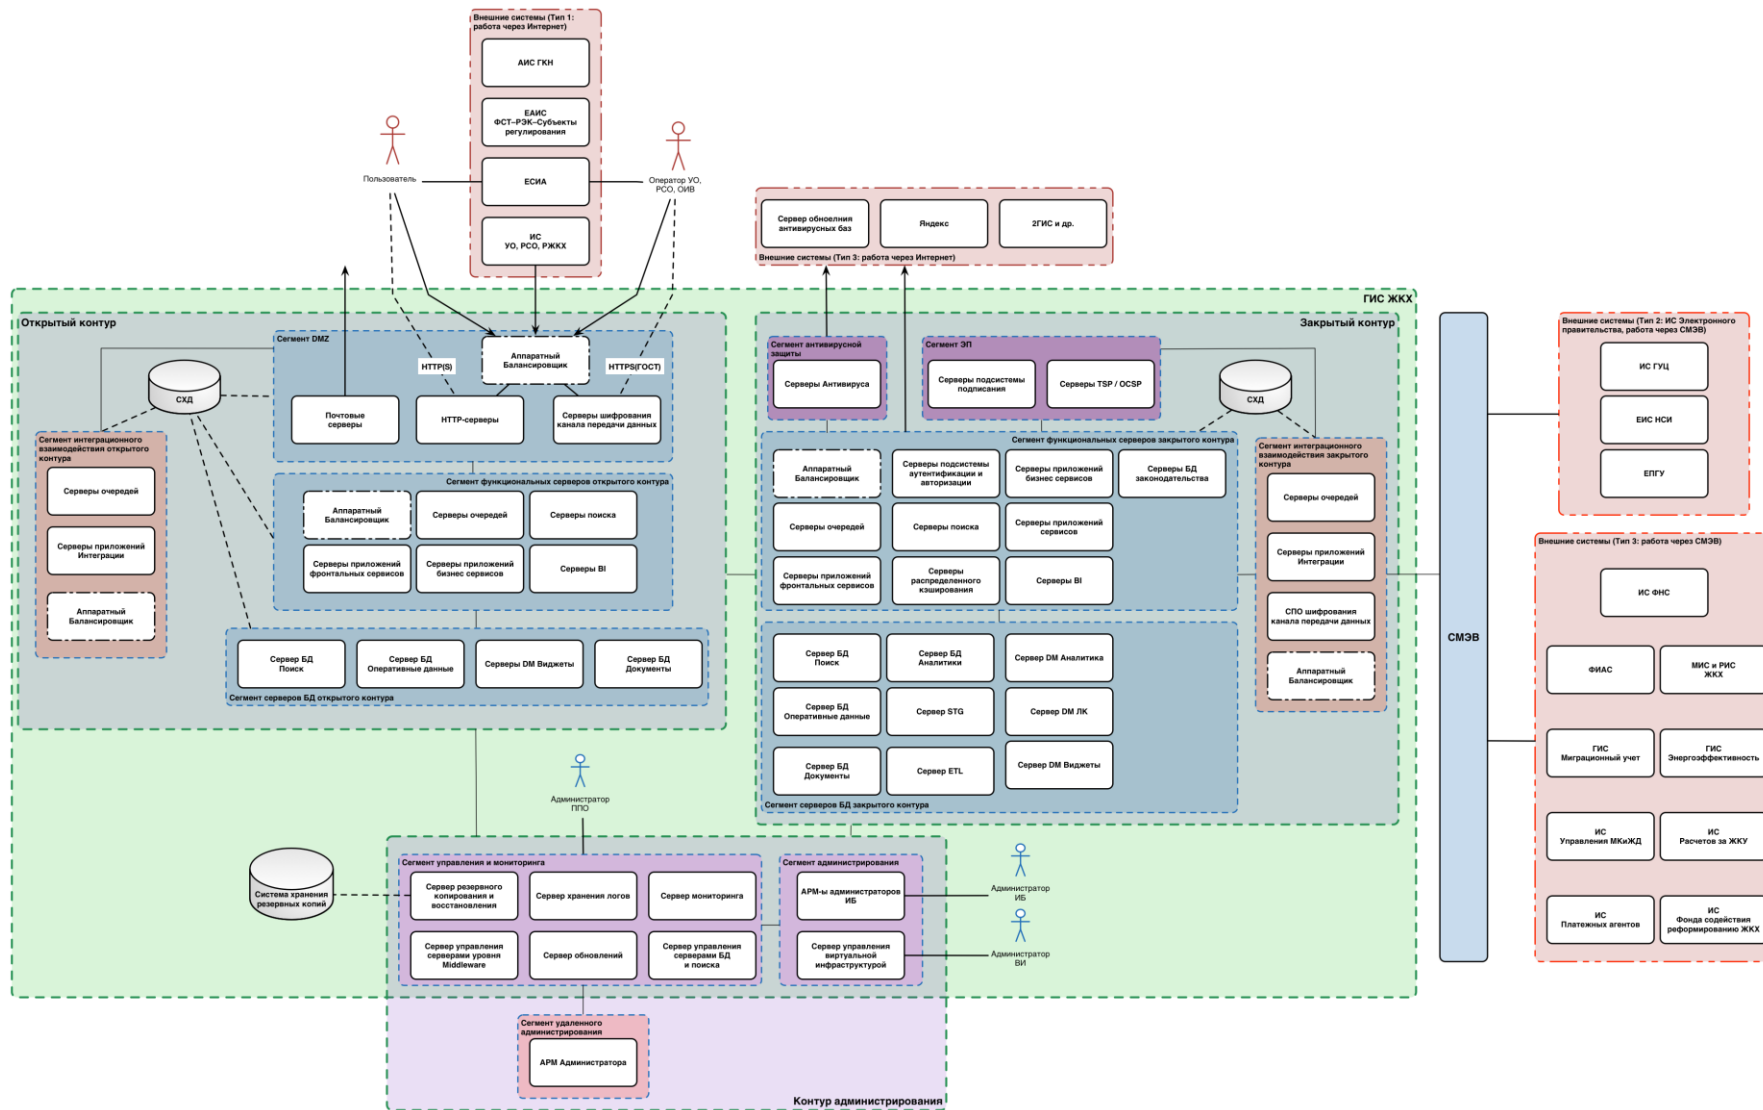 Внешние системы (Тип 1:
работа через Интернет)
АИС ГКН
ЕАИС
ФСТ–РЭК–Субъекты
регулирования
ЕСИА
ИС
УО, РСО, РЖКХ
Пользователь
Оператор УО,
РСО, ОИВ
Сервер обноелния
антивирусных баз
Яндекс
2ГИС и др.
Внешние системы (Тип 3: работа через Интернет)
ГИС ЖКХ
Открытый контур
Сегмент DMZ
Аппаратный
Балансировщик
HTTP(S)
HTTPS(ГОСТ)
СХД
Почтовые
серверы
HTTP-серверы
Серверы шифрования
канала передачи данных
Сегмент интеграционного
взаимодействия открытого
контура
Серверы очередей
Серверы приложений
Интеграции
Аппаратный
Балансировщик
Сегмент функциональных серверов открытого контура
Аппаратный
Балансировщик
Серверы очередей
Серверы поиска
Серверы приложений
фронтальных сервисов
Серверы приложений
бизнес сервисов
Серверы BI
Сервер БД
Поиск
Сервер БД
Оперативные данные
Серверы DM Виджеты
Сервер БД
Документы
Сегмент серверов БД открытого контура
Закрытый контур
Сегмент антивирусной
защиты
Серверы Антивируса
Сегмент ЭП
Серверы подсистемы
подписания
Серверы TSP / OCSP
СХД
Сегмент функциональных серверов закрытого контура
Аппаратный
Балансировщик
Серверы подсистемы
аутентификации и
авторизации
Серверы приложений
бизнес сервисов
Серверы БД
законодательства
Серверы очередей
Серверы поиска
Серверы приложений
сервисов
Серверы приложений
фронтальных сервисов
Серверы
распределенного
кэширования
Серверы BI
Сегмент интеграционного
взаимодействия закрытого
контура
Серверы очередей
Серверы приложений
Интеграции
СПО шифрования
канала передачи данных
Аппаратный
Балансировщик
Сервер БД
Поиск
Сервер БД
Аналитики
Сервер DM Аналитика
Сервер БД
Оперативные данные
Сервер STG
Сервер DM ЛК
Сервер БД
Документы
Сервер ETL
Сервер DM Виджеты
Сегмент серверов БД закрытого контура
СМЭВ
Внешние системы (Тип 2: ИС Электронного
правительства, работа через СМЭВ)
ИС ГУЦ
ЕИС НСИ
ЕПГУ
Внешние системы (Тип 3: работа через СМЭВ)
ИС ФНС
ФИАС
МИС и РИС
ЖКХ
ГИС
Миграционный учет
ГИС
Энергоэффективность
ИС
Управления МКиЖД
ИС
Расчетов за ЖКУ
ИС
Платежных агентов
ИС
Фонда содействия
реформированию ЖКХ
Администратор
ППО
Система хранения
резервных копий
Сегмент управления и мониторинга
Сервер резервного
копирования и
восстановления
Сервер хранения логов
Сервер мониторинга
Сервер управления
серверами уровня
Middleware
Сервер обновлений
Сервер управления
серверами БД
и поиска
Сегмент администрирования
АРМ-ы администраторов
ИБ
Сервер управления
виртуальной
инфраструктурой
Администратор
ИБ
Администратор
ВИ
Сегмент удаленного
администрирования
АРМ Администратора
Контур администрирования